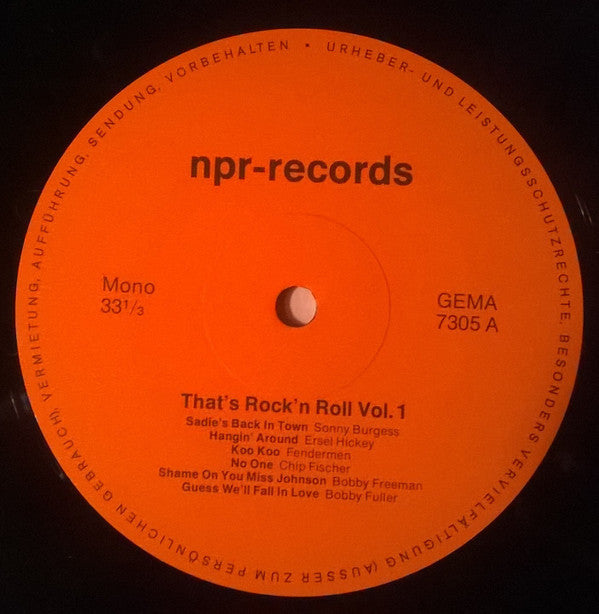 URHEBER- UND LEISTUNGSSCHUTZRECHTE, BESONDERS VERVIELFÄLTIGUNG (AUSSER ZUM PERSÖNLICHEN GEBRAUCH), VERMIETUNG, AUFFÜHRUNG, SENDUNG, VORBEHALTEN •
npr-records
Mono
33 1/3
GEMA
7305 A
That's Rock'n Roll Vol. 1
Sadie's Back In Town Sonny Burgess
Hangin' Around Ersel Hickey
Koo Koo Fendermen
No One Chip Fischer
Shame On You Miss Johnson Bobby Freeman
Guess We'll Fall In Love Bobby Fuller